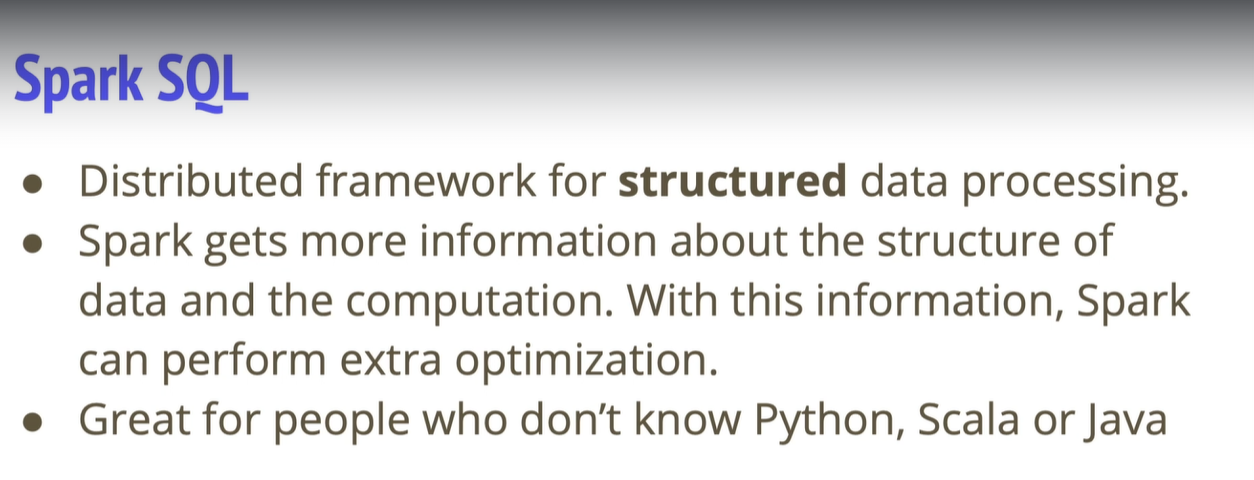 Spark SQL
● Distributed framework for structured data processing.
● Spark gets more information about the structure of
data and the computation. With this information, Spark
can perform extra optimization.
● Great for people who don’t know Python, Scala or Java